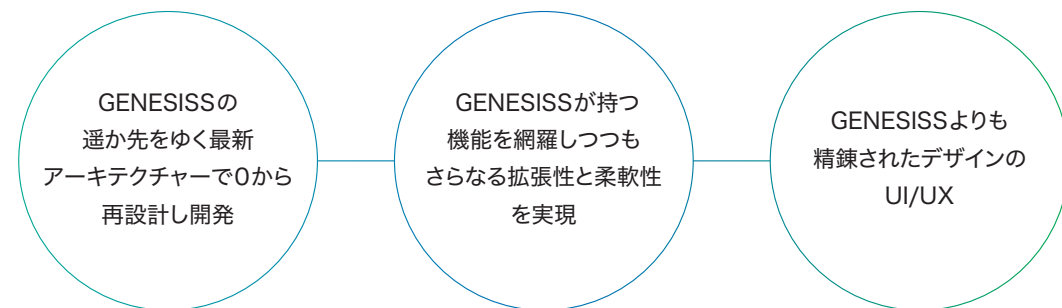 GENESISSの
遥か先をゆく最新
アーキテクチャーで0から
再設計し開発
GENESISSが持つ
機能を網羅しつつも
さらなる拡張性と柔軟性
を実現
GENESISSよりも
精錬されたデザインの
UI/UX